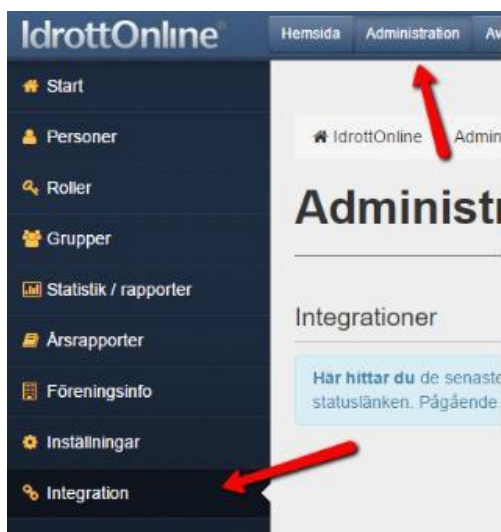 IdrottOnline
Hemsida Administration
Start
Personer
Roller
Grupper
Statistik / rapporter
Årsrapporter
Föreningsinfo
Inställningar
Integration
IdrottOnline
Integrationer
Här hittar du de senaste
statuslänken. Pågående